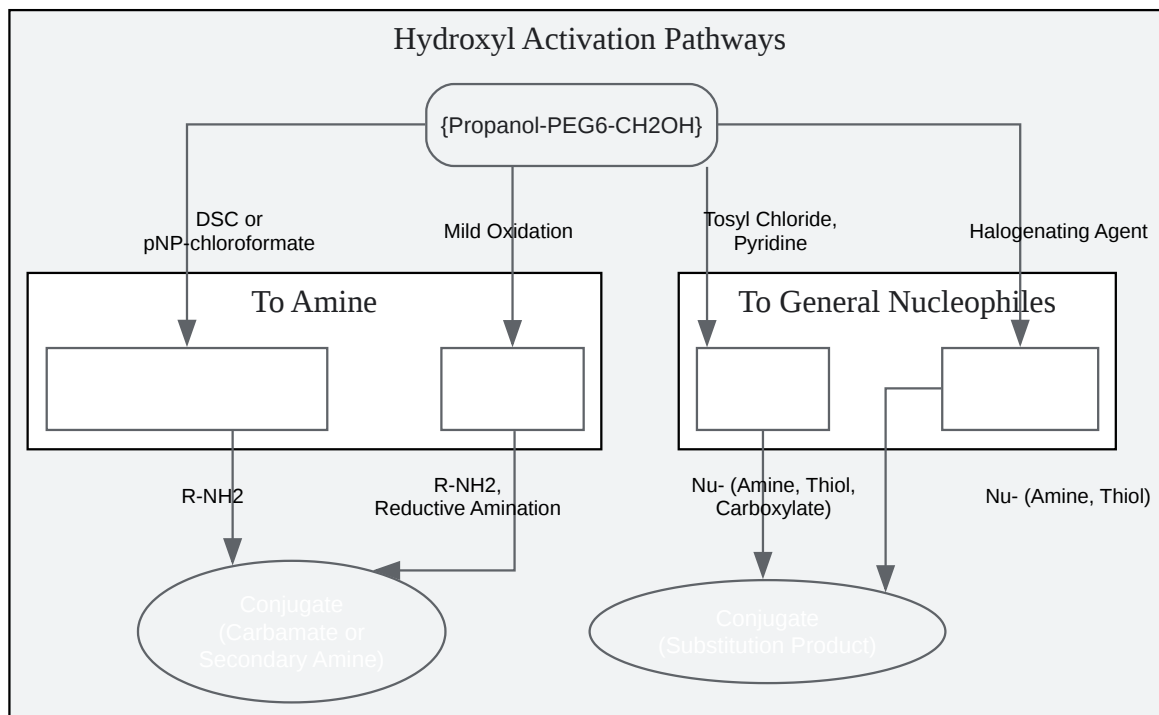 Hydroxyl Activation Pathways
{Propanol-PEG6-CH2OH}
DSC or
pNP-chloroformate
Mild Oxidation
Tosyl Chloride,
Pyridine
Halogenating Agent
To Amine
To General Nucleophiles
R-NH2
R-NH2,
Reductive Amination
Nu- (Amine, Thiol,
Carboxylate)
Nu- (Amine, Thiol)
Conjugate
(Carbamate or
Secondary Amine)
Conjugate
(Substitution Product)